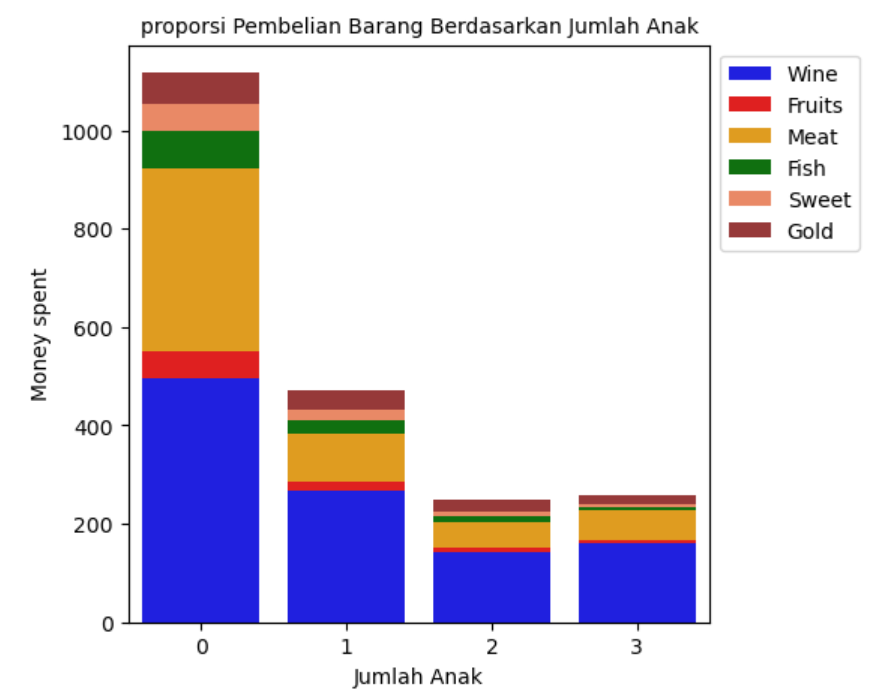 proporsi Pembelian Barang Berdasarkan Jumlah Anak
Wine
Fruits
Meat
Fish
Sweet
Gold
Money spent
1000
800
600
400
200
0
0 1 2 3
Jumlah Anak